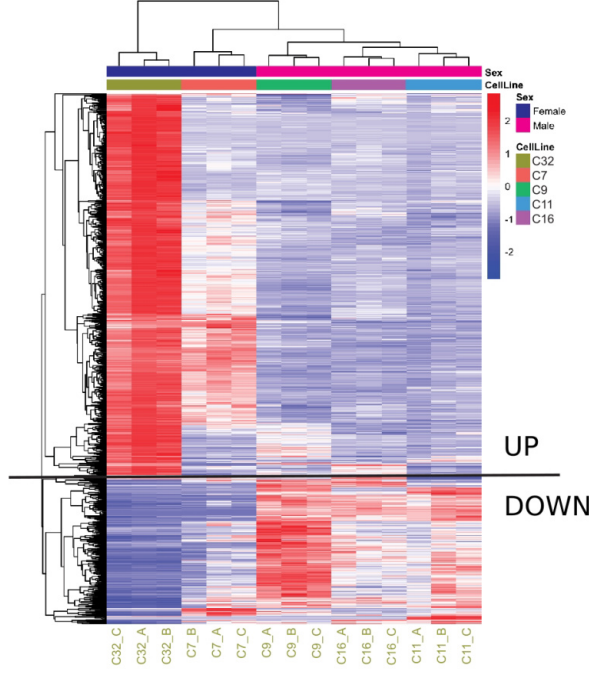 Sex
CellLine
2
1
0
-1
-2
Sex
Female
Male
CellLine
C32
C7
C9
C11
C16
UP
DOWN
C32_C
C32_A
C32_B
C7_B
C7_A
C7_C
C9_A
C9_B
C9_C
C16_A
C16_B
C16_C
C11_A
C11_B
C11_C